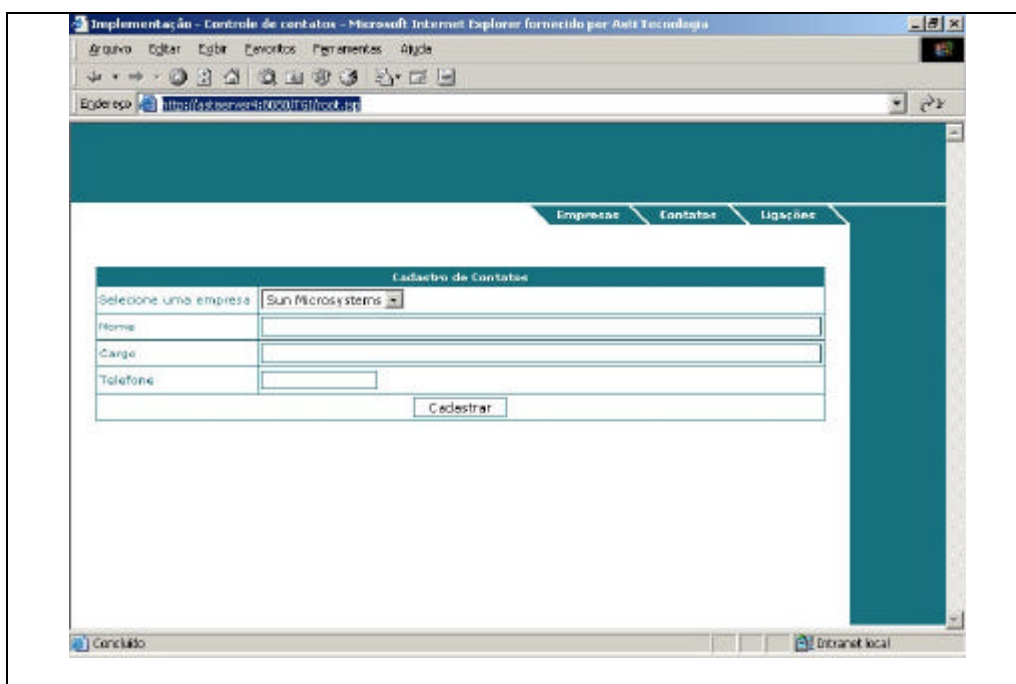 Implementação - Controle de contatos - Microsoft Internet Explorer fornecido por Asti Tecnologia
Arquivo Editar Exibir Favoritos Ferramentas Ajuda
Endereço
Empresas Contatos Ligações
Cadastro de Contatos
Selecione uma empresa Sun Microsystems
Nome
Cargo
Telefone
Cadastrar
Concluído Intranet local